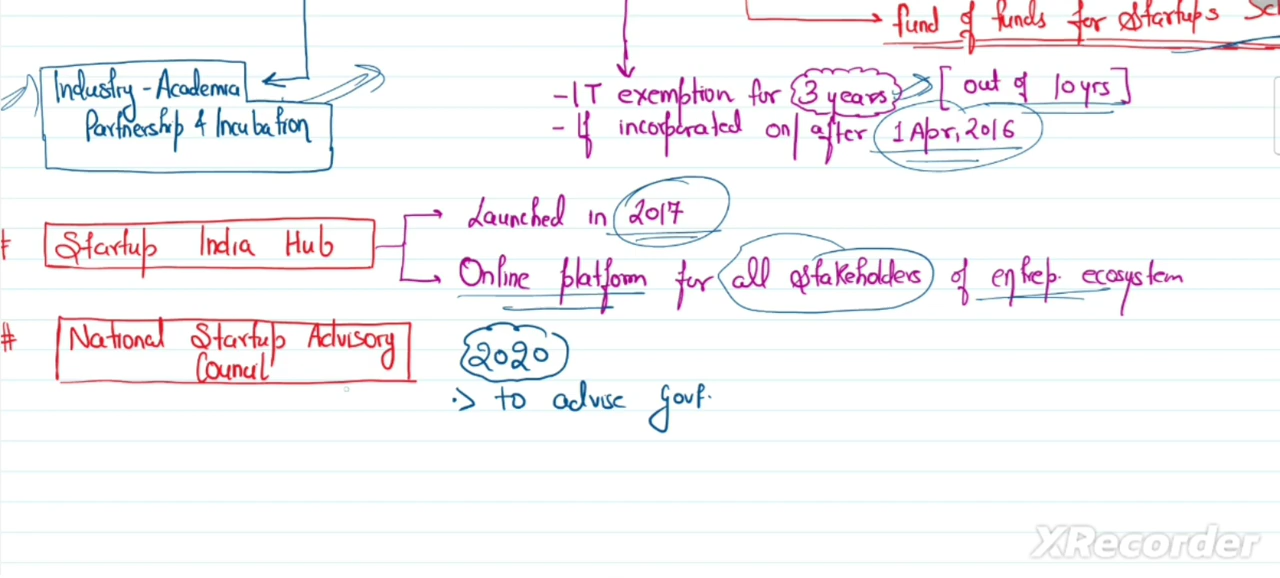 fund of funds for Startups
Industry - Academia
Partnership & Incubation
- IT exemption for 3 years [out of 10 yrs]
- If incorporated on/after 1 Apr, 2016
Startup India Hub
Launched in 2017
Online platform for all stakeholders of entrep. ecosystem
# National Startup Advisory
Council
2020
to advise Govt.
XRecorder